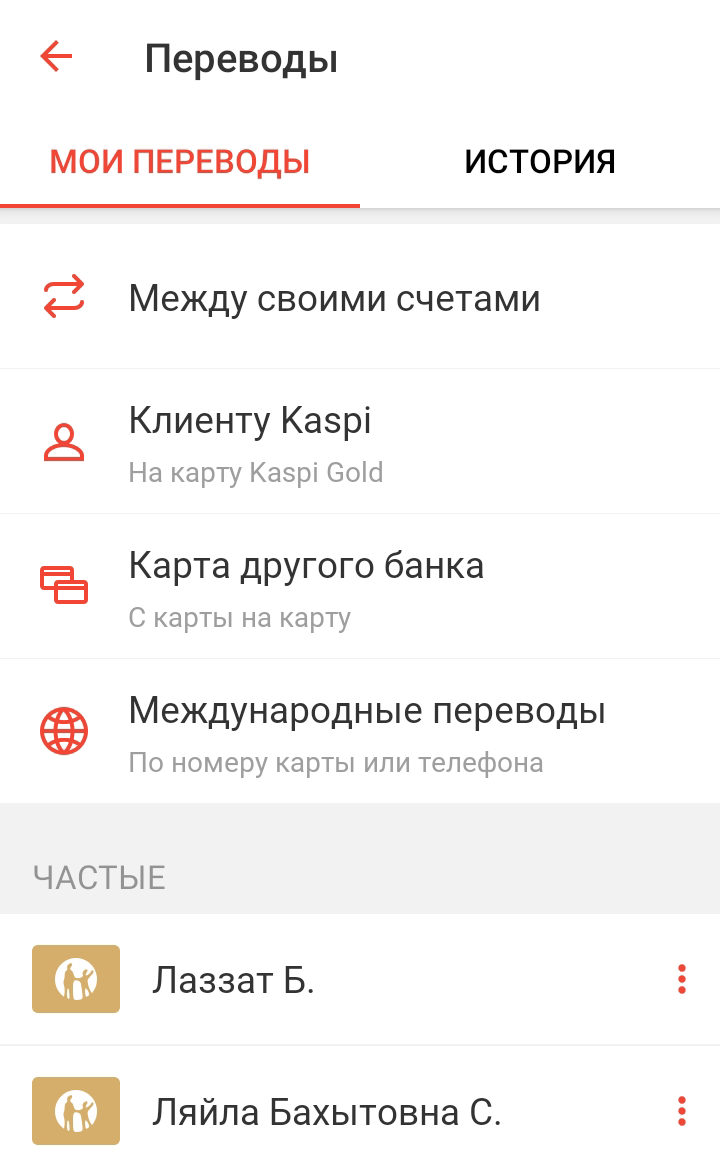 Переводы
МОИ ПЕРЕВОДЫ
ИСТОРИЯ
Между своими счетами
Клиенту Kaspi
На карту Kaspi Gold
Карта другого банка
С карты на карту
Международные переводы
По номеру карты или телефона
ЧАСТЫЕ
Лаззат Б.
Ляйла Бахытовна С.